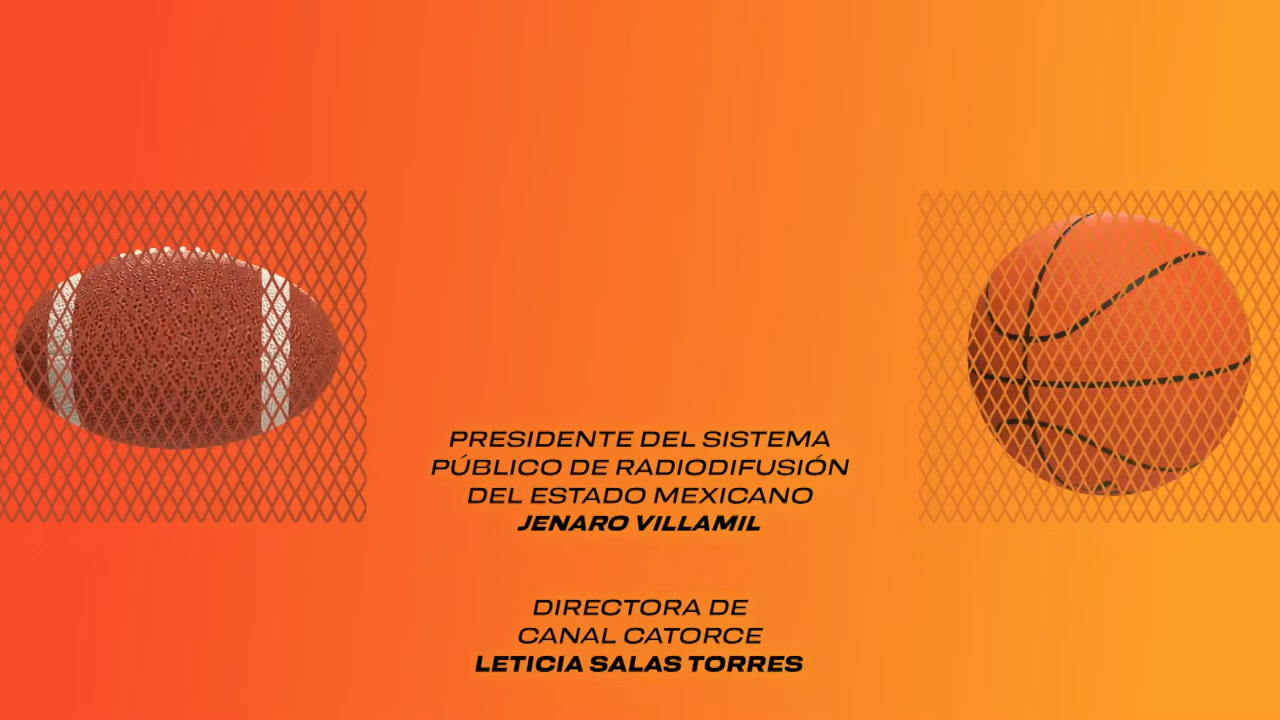 PRESIDENTE DEL SISTEMA
PÚBLICO DE RADIODIFUSIÓN
DEL ESTADO MEXICANO
JENARO VILLAMIL
DIRECTORA DE
CANAL CATORCE
LETICIA SALAS TORRES